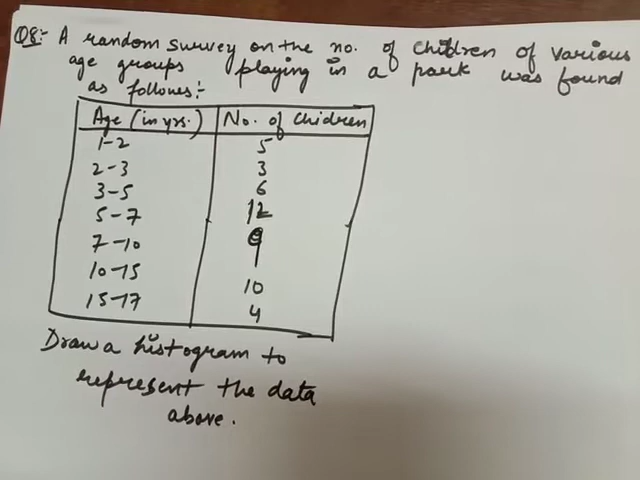 Q8:- A random survey on the no. of children of various
age groups playing in a park was found
as follows:-
Age (in yrs.) No. of Children
1-2 5
2-3 3
3-5 6
5-7 12
7-10 9
10-15 10
15-17 4
Draw a histogram to
represent the data
above.